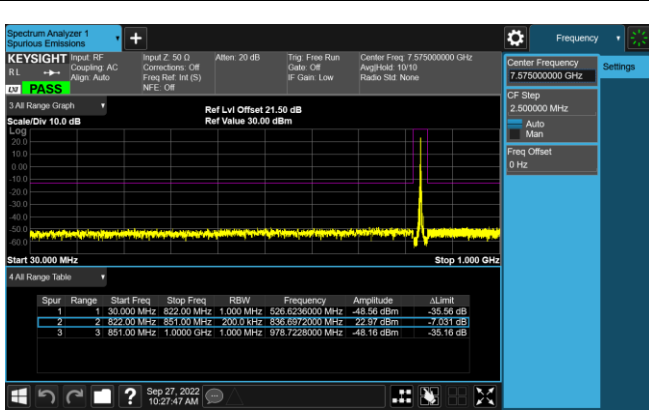 Spectrum Analyzer 1
Spurious Emissions
Frequency
KEYSIGHT Input: RF Input Z: 50 Ω Atten: 20 dB Trig: Free Run Center Freq: 7.575000000 GHz
RL Coupling: AC Corrections: Off Gate: Off Avg|Hold: 10/10
Align: Auto Freq Ref: Int (S) IF Gain: Low Radio Std: None
LXI PASS NFE: Off
Center Frequency
7.575000000 GHz
Settings
CF Step
2.500000 MHz
Auto
Man
Freq Offset
0 Hz
3 All Range Graph
Ref Lvl Offset 21.50 dB
Scale/Div 10.0 dB Ref Value 30.00 dBm
Log
20.0
10.0
0.00
-10.0
-20.0
-30.0
-40.0
-50.0
-60.0
Start 30.000 MHz Stop 1.000 GHz
4 All Range Table
Spur Range Start Freq Stop Freq RBW Frequency Amplitude ΔLimit
1 1 30.000 MHz 822.00 MHz 1.000 MHz 526.6236000 MHz -48.56 dBm -35.56 dB
2 2 822.00 MHz 851.00 MHz 200.0 kHz 836.6972000 MHz 22.97 dBm -7.031 dB
3 3 851.00 MHz 1.0000 GHz 1.000 MHz 978.7228000 MHz -48.16 dBm -35.16 dB
? Sep 27, 2022
10:27:47 AM